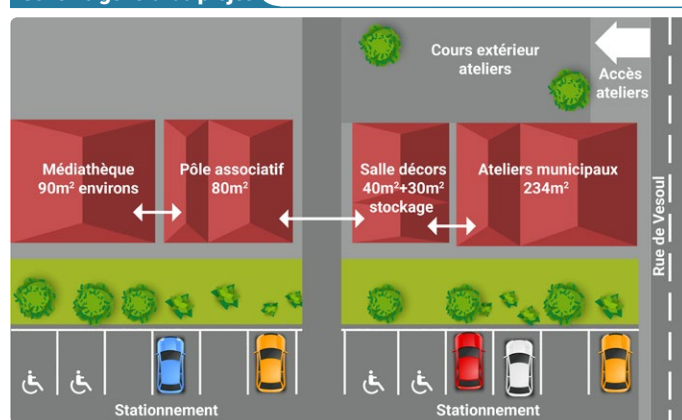 Cours extérieur
ateliers
Accès
ateliers
Médiathèque
90m² environs
Pôle associatif
80m²
Salle décors
40m²+30m²
stockage
Ateliers municipaux
234m²
Rue de Vesoul
Stationnement
Stationnement